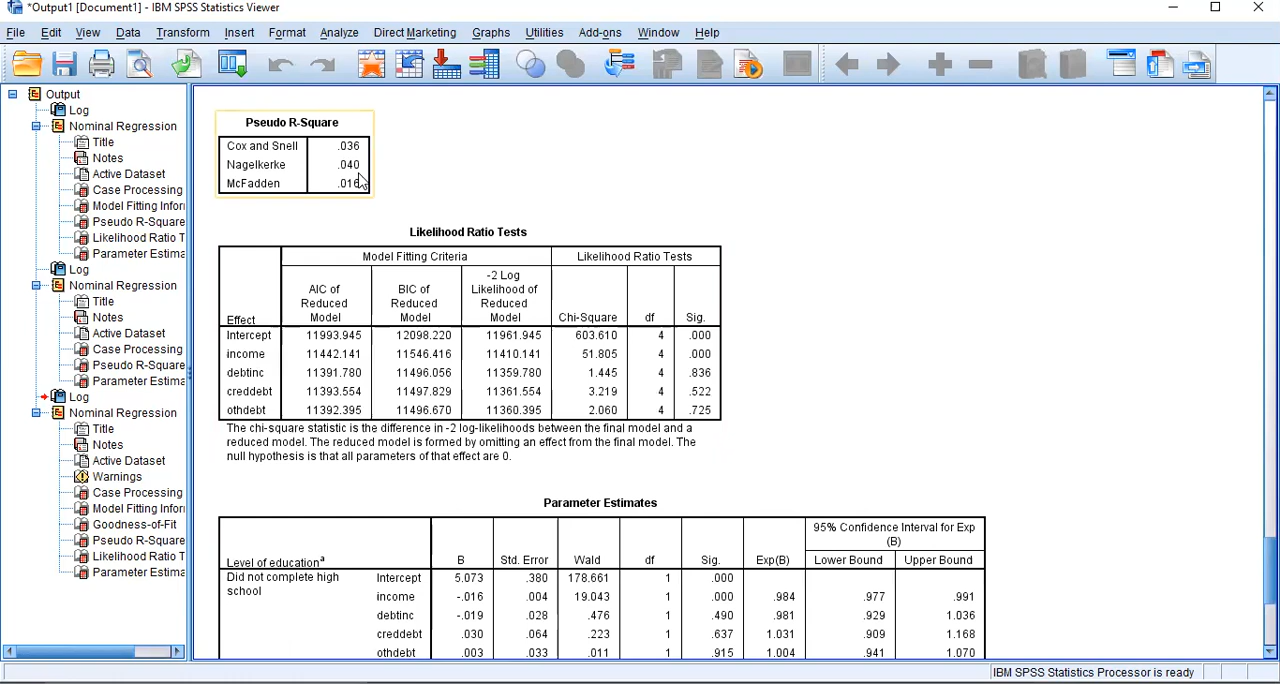 *Output1 [Document1] - IBM SPSS Statistics Viewer
File Edit View Data Transform Insert Format Analyze Direct Marketing Graphs Utilities Add-ons Window Help
Output
Log
Nominal Regression
Title
Notes
Active Dataset
Case Processing
Model Fitting Infor
Pseudo R-Square
Likelihood Ratio T
Parameter Estima
Log
Nominal Regression
Title
Notes
Active Dataset
Case Processing
Pseudo R-Square
Parameter Estima
Log
Nominal Regression
Title
Notes
Active Dataset
Warnings
Case Processing
Model Fitting Infor
Goodness-of-Fit
Pseudo R-Square
Likelihood Ratio T
Parameter Estima
Pseudo R-Square
Cox and Snell .036
Nagelkerke .040
McFadden .016
Likelihood Ratio Tests
Model Fitting Criteria Likelihood Ratio Tests
Effect AIC of Reduced Model BIC of Reduced Model -2 Log Likelihood of Reduced Model Chi-Square df Sig.
Intercept 11993.945 12098.220 11961.945 603.610 4 .000
income 11442.141 11546.416 11410.141 51.805 4 .000
debtinc 11391.780 11496.056 11359.780 1.445 4 .836
creddebt 11393.554 11497.829 11361.554 3.219 4 .522
othdebt 11392.395 11496.670 11360.395 2.060 4 .725
The chi-square statistic is the difference in -2 log-likelihoods between the final model and a
reduced model. The reduced model is formed by omitting an effect from the final model. The
null hypothesis is that all parameters of that effect are 0.
Parameter Estimates
95% Confidence Interval for Exp
(B)
Level of educationᵃ B Std. Error Wald df Sig. Exp(B) Lower Bound Upper Bound
Did not complete high school Intercept 5.073 .380 178.661 1 .000
income -.016 .004 19.043 1 .000 .984 .977 .991
debtinc -.019 .028 .476 1 .490 .981 .929 1.036
creddebt .030 .064 .223 1 .637 1.031 .909 1.168
othdebt .003 .033 .011 1 .915 1.004 .941 1.070
IBM SPSS Statistics Processor is ready